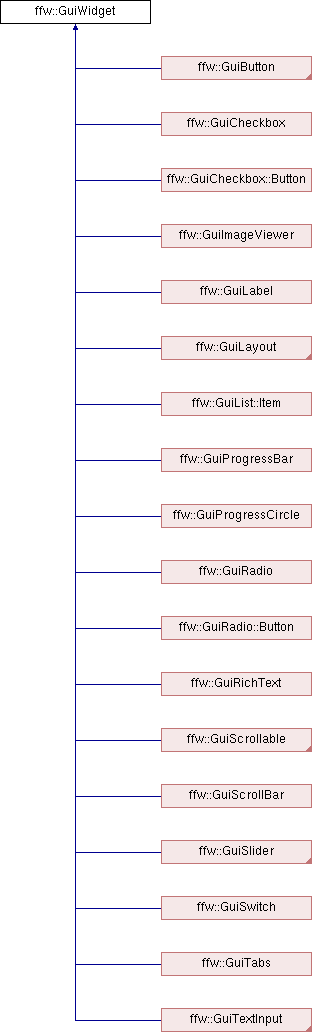 ffw::GuiWidget
ffw::GuiButton
ffw::GuiCheckbox
ffw::GuiCheckbox::Button
ffw::GuiImageViewer
ffw::GuiLabel
ffw::GuiLayout
ffw::GuiList::Item
ffw::GuiProgressBar
ffw::GuiProgressCircle
ffw::GuiRadio
ffw::GuiRadio::Button
ffw::GuiRichText
ffw::GuiScrollable
ffw::GuiScrollBar
ffw::GuiSlider
ffw::GuiSwitch
ffw::GuiTabs
ffw::GuiTextInput